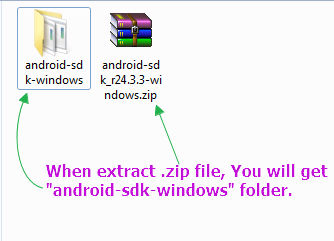 android-sd
k-windows
android-sd
k_r24.3.3-wi
ndows.zip
When extract .zip file, You will get
"android-sdk-windows" folder.